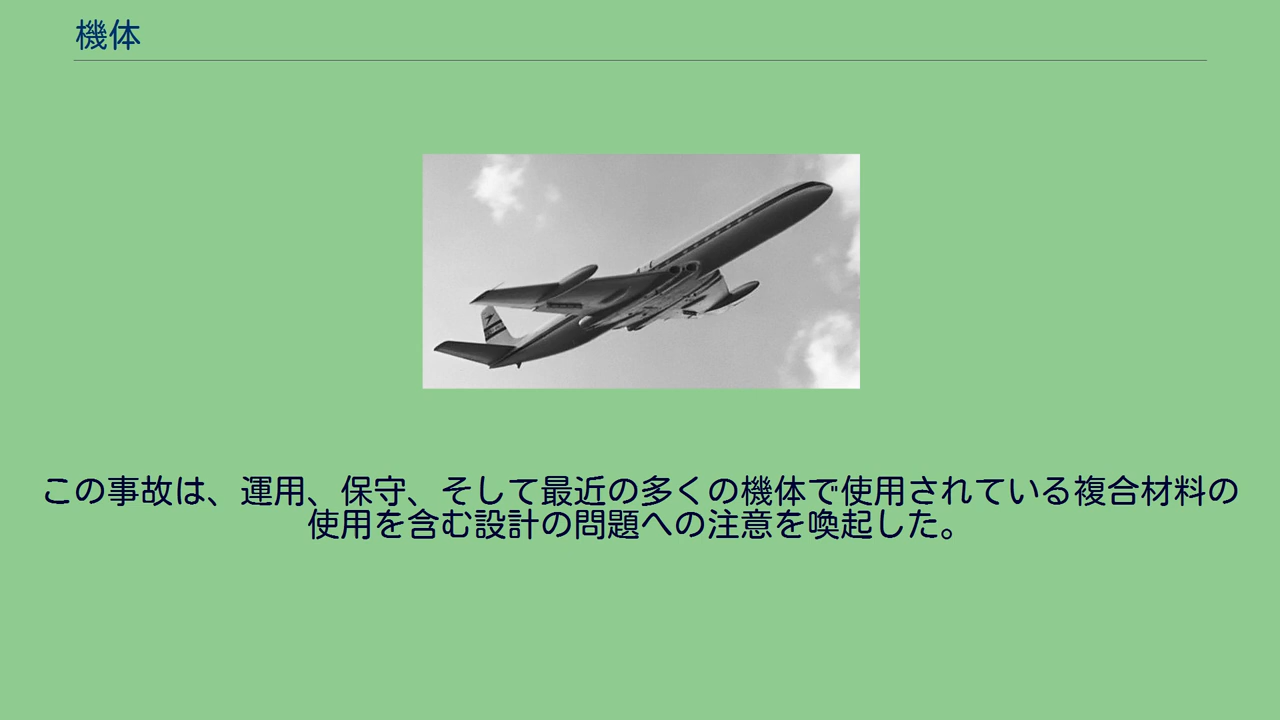 機体
この事故は、運用、保守、そして最近の多くの機体で使用されている複合材料の
使用を含む設計の問題への注意を喚起した。